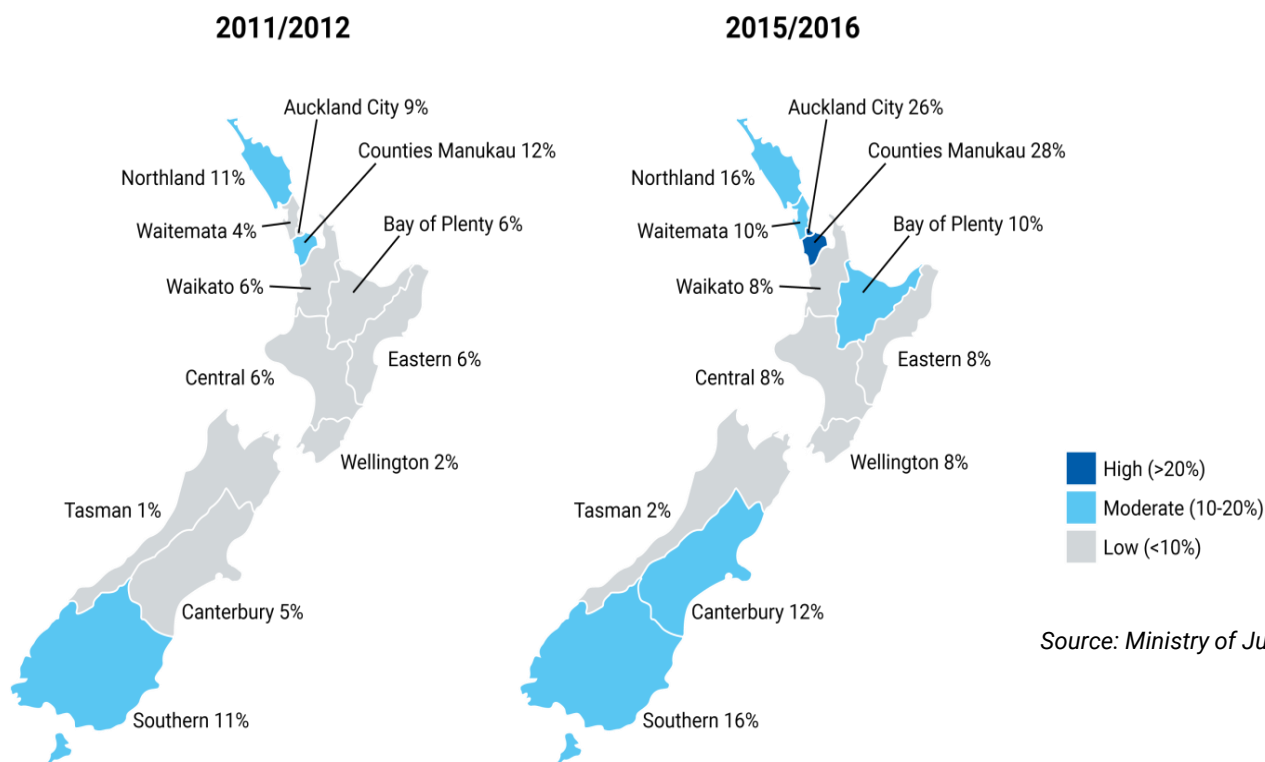 2011/2012
Auckland City 9%
Counties Manukau 12%
Northland 11%
Waitemata 4%
Bay of Plenty 6%
Waikato 6%
Eastern 6%
Central 6%
Wellington 2%
Tasman 1%
Canterbury 5%
Southern 11%
2015/2016
Auckland City 26%
Counties Manukau 28%
Northland 16%
Waitemata 10%
Bay of Plenty 10%
Waikato 8%
Eastern 8%
Central 8%
Wellington 8%
Tasman 2%
Canterbury 12%
Southern 16%
High (>20%)
Moderate (10-20%)
Low (<10%)
Source: Ministry of Ju